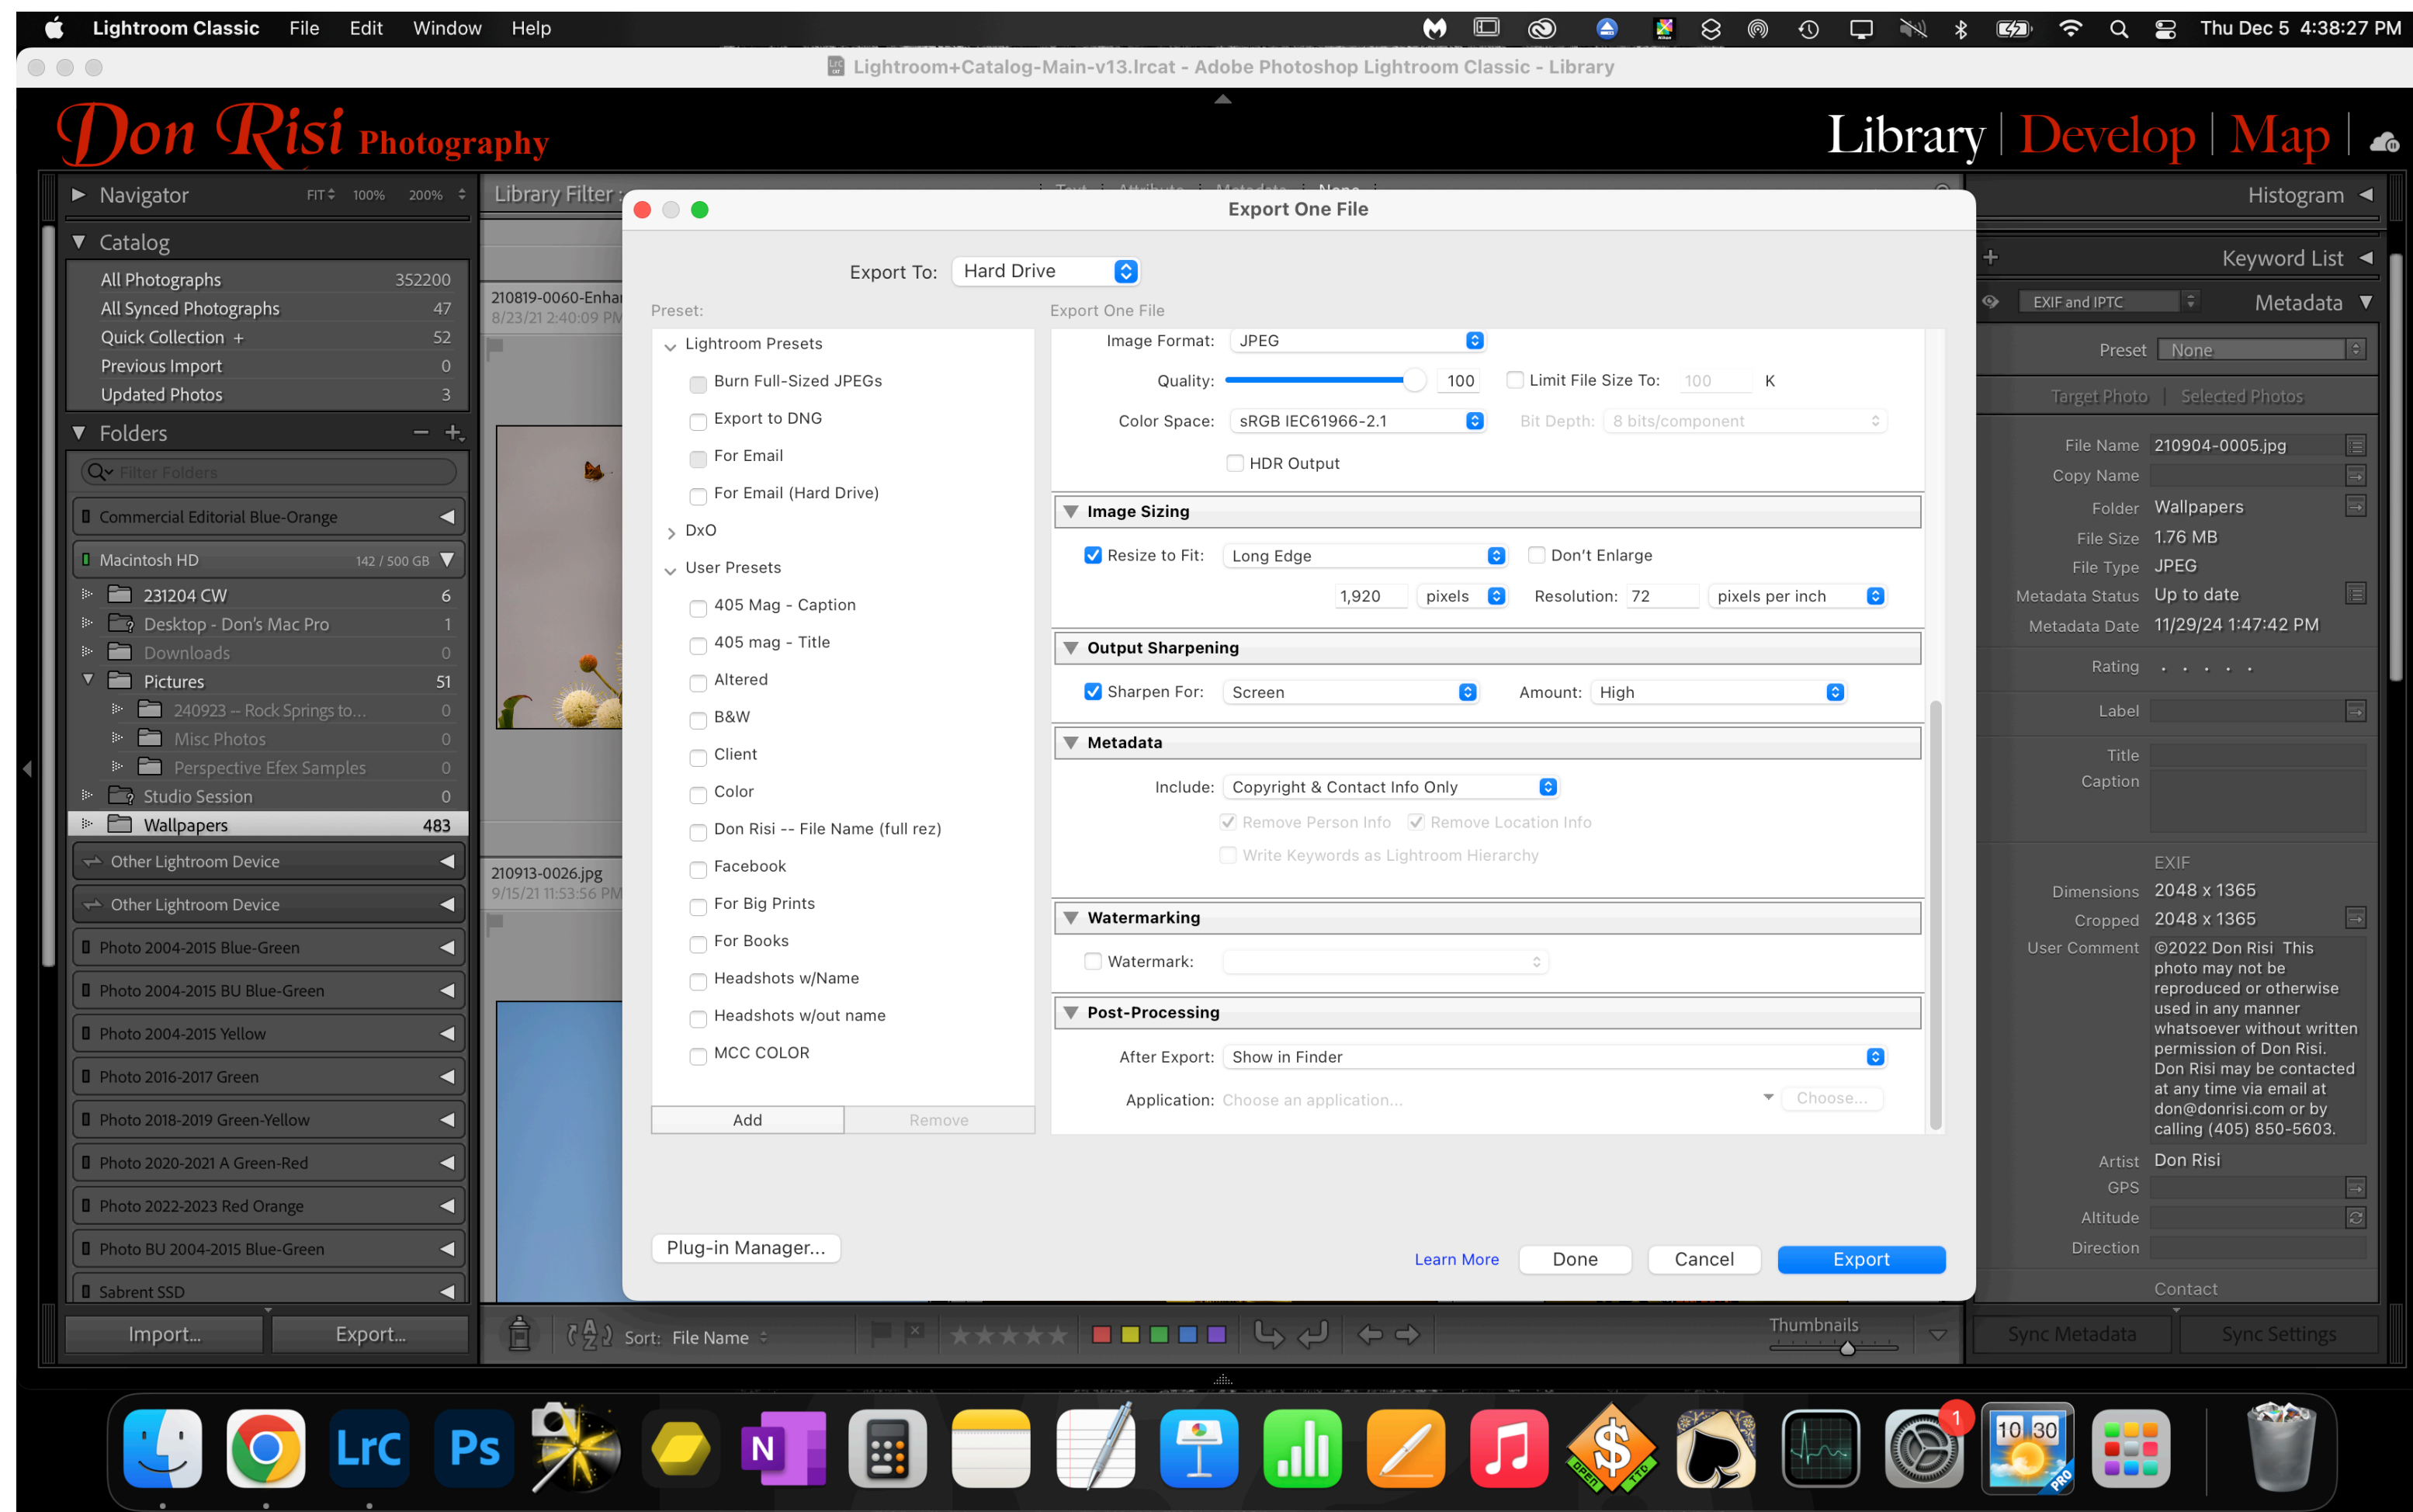 Lightroom Classic File Edit Window Help Thu Dec 5 4:38:27 PM
Lightroom+Catalog-Main-v13.lrcat - Adobe Photoshop Lightroom Classic - Library
Don Risi Photography
Library | Develop | Map |
Navigator FIT 100% 200%
Catalog
All Photographs 352200
All Synced Photographs 47
Quick Collection + 52
Previous Import 0
Updated Photos 3
Folders
Filter Folders
Commercial Editorial Blue-Orange
Macintosh HD 142 / 500 GB
231204 CW 6
Desktop - Don's Mac Pro 1
Downloads 0
Pictures 51
240923 – Rock Springs to... 0
Misc Photos 0
Perspective Efex Samples 0
Studio Session 0
Wallpapers 483
Other Lightroom Device
Other Lightroom Device
Photo 2004-2015 Blue-Green
Photo 2004-2015 BU Blue-Green
Photo 2004-2015 Yellow
Photo 2016-2017 Green
Photo 2018-2019 Green-Yellow
Photo 2020-2021 A Green-Red
Photo 2022-2023 Red Orange
Photo BU 2004-2015 Blue-Green
Sabrent SSD
Import... Export...
Library Filter :
210819-0060-Enha
8/23/21 2:40:09 PM
210913-0026.jpg
9/15/21 11:53:56 PM
Export One File
Export To: Hard Drive
Preset:
Lightroom Presets
Burn Full-Sized JPEGs
Export to DNG
For Email
For Email (Hard Drive)
DxO
User Presets
405 Mag - Caption
405 mag - Title
Altered
B&W
Client
Color
Don Risi -- File Name (full rez)
Facebook
For Big Prints
For Books
Headshots w/Name
Headshots w/out name
MCC COLOR
Add Remove
Plug-in Manager...
Export One File
Image Format: JPEG
Quality: 100 Limit File Size To: 100 K
Color Space: sRGB IEC61966-2.1 Bit Depth: 8 bits/component
HDR Output
Image Sizing
Resize to Fit: Long Edge Don't Enlarge
1,920 pixels Resolution: 72 pixels per inch
Output Sharpening
Sharpen For: Screen Amount: High
Metadata
Include: Copyright & Contact Info Only
Remove Person Info Remove Location Info
Write Keywords as Lightroom Hierarchy
Watermarking
Watermark:
Post-Processing
After Export: Show in Finder
Application: Choose an application... Choose...
Learn More Done Cancel Export
Sort: File Name
Thumbnails
Histogram
Keyword List
EXIF and IPTC Metadata
Preset None
Target Photo | Selected Photos
File Name 210904-0005.jpg
Copy Name
Folder Wallpapers
File Size 1.76 MB
File Type JPEG
Metadata Status Up to date
Metadata Date 11/29/24 1:47:42 PM
Rating . . . . .
Label
Title
Caption
EXIF
Dimensions 2048 x 1365
Cropped 2048 x 1365
User Comment ©2022 Don Risi This
photo may not be
reproduced or otherwise
used in any manner
whatsoever without written
permission of Don Risi.
Don Risi may be contacted
at any time via email at
don@donrisi.com or by
calling (405) 850-5603.
Artist Don Risi
GPS
Altitude
Direction
Contact
Sync Metadata Sync Settings
LrC Ps N OPEN TTD 1 10 30 PRO